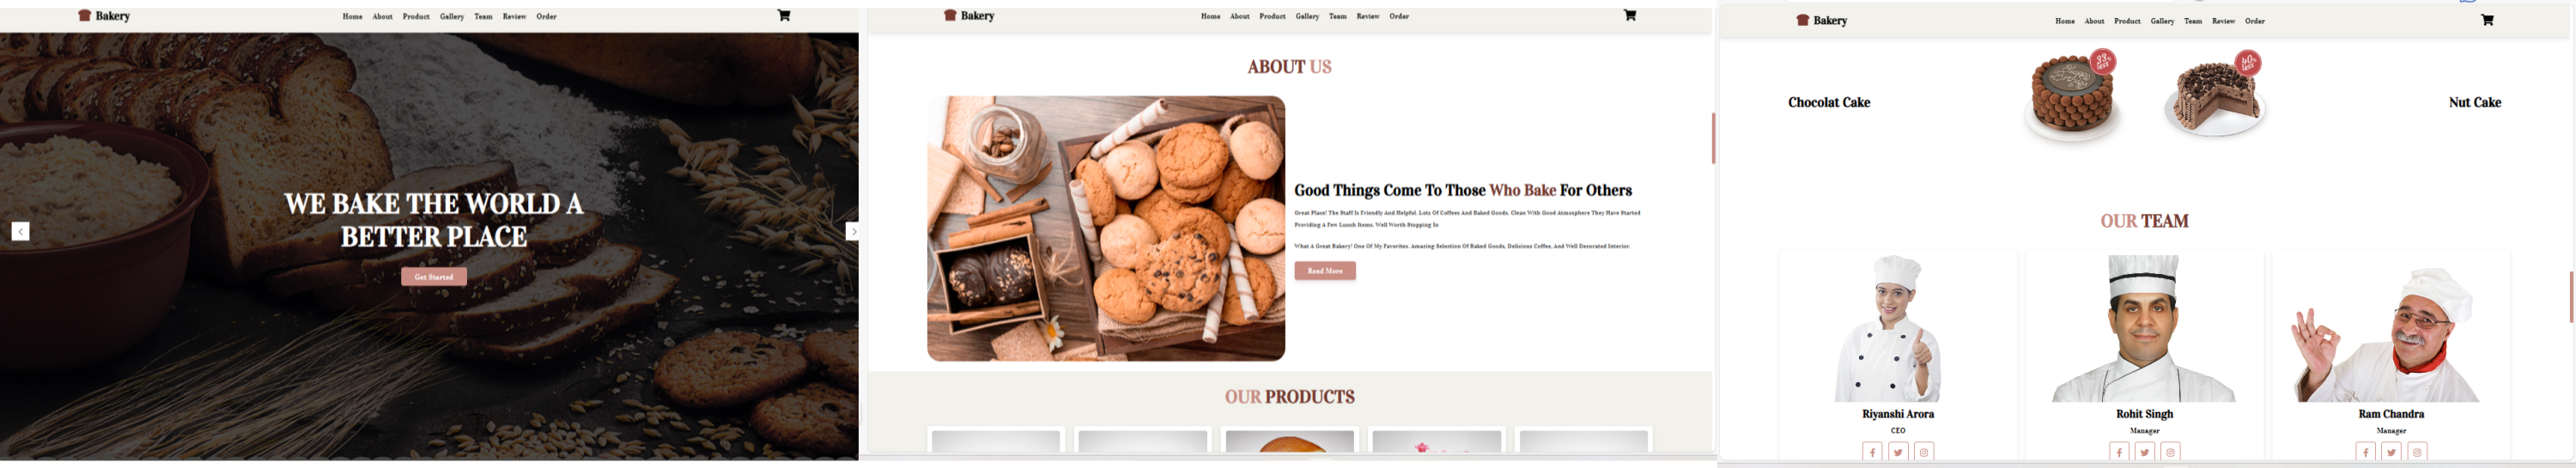 Bakery
Home About Product Gallery Team Review Order
WE BAKE THE WORLD A
BETTER PLACE
Get Started
Bakery
Home About Product Gallery Team Review Order
ABOUT US
Good Things Come To Those Who Bake For Others
Great Place! The Staff Is Friendly And Helpful. Lots Of Coffees And Baked Goods. Clean With Good Atmosphere They Have Started
Providing A Few Lunch Items. Well Worth Stopping In
What A Great Bakery! One Of My Favorites. Amazing Selection Of Baked Goods, Delicious Coffee, And Well Decorated Interior.
Read More
OUR PRODUCTS
Bakery
Home About Product Gallery Team Review Order
Chocolat Cake
33%
less
40%
less
Nut Cake
OUR TEAM
Riyanshi Arora
CEO
Rohit Singh
Manager
Ram Chandra
Manager